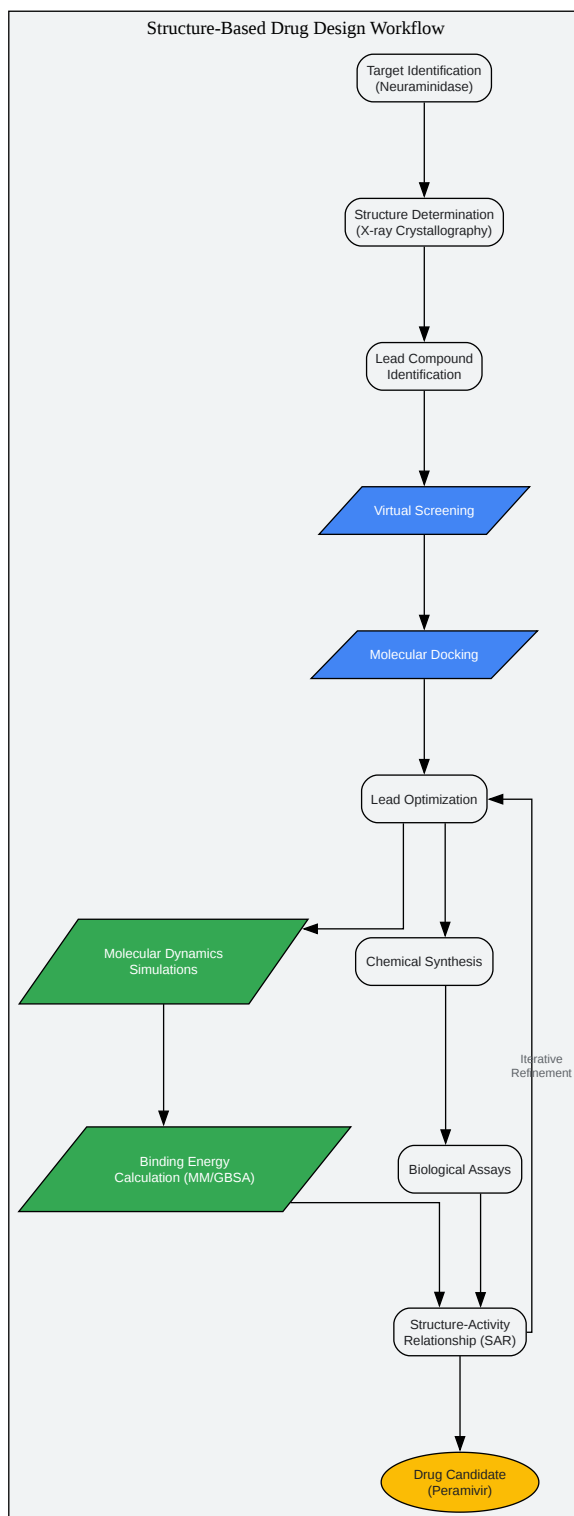 Structure-Based Drug Design Workflow
Target Identification
(Neuraminidase)
Structure Determination
(X-ray Crystallography)
Lead Compound
Identification
Virtual Screening
Molecular Docking
Lead Optimization
Molecular Dynamics
Simulations
Chemical Synthesis
Iterative
Refinement
Binding Energy
Calculation (MM/GBSA)
Biological Assays
Structure-Activity
Relationship (SAR)
Drug Candidate
(Peramivir)